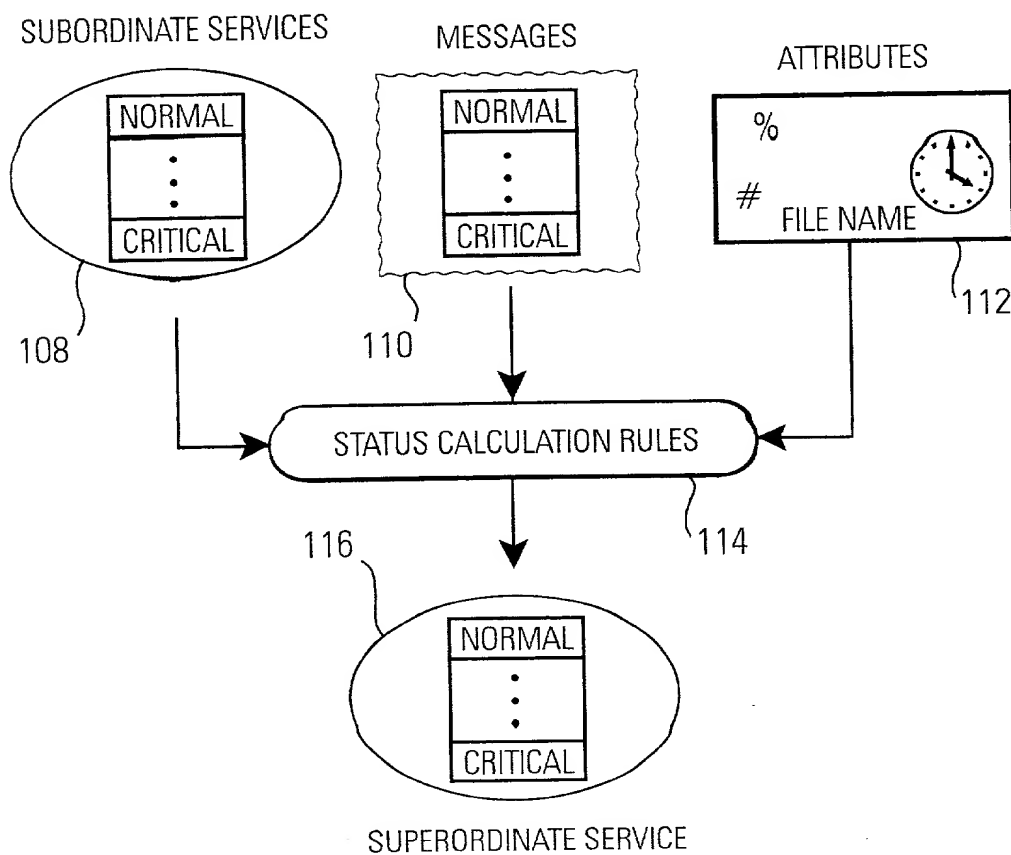 SUBORDINATE SERVICES
NORMAL
CRITICAL
108
MESSAGES
NORMAL
CRITICAL
110
ATTRIBUTES
%
#
FILE NAME
112
STATUS CALCULATION RULES
114
116
NORMAL
CRITICAL
SUPERORDINATE SERVICE